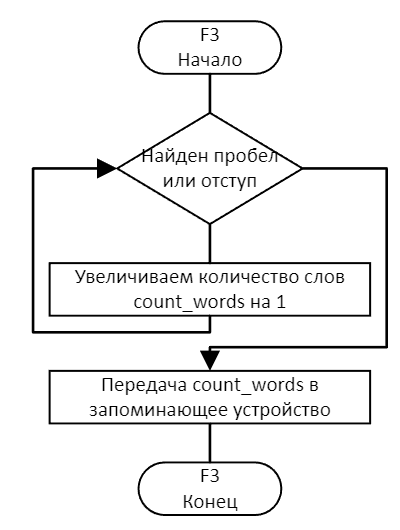 F3
Начало
Найден пробел
или отступ
Увеличиваем количество слов
count_words на 1
Передача count_words в
запоминающее устройство
F3
Конец